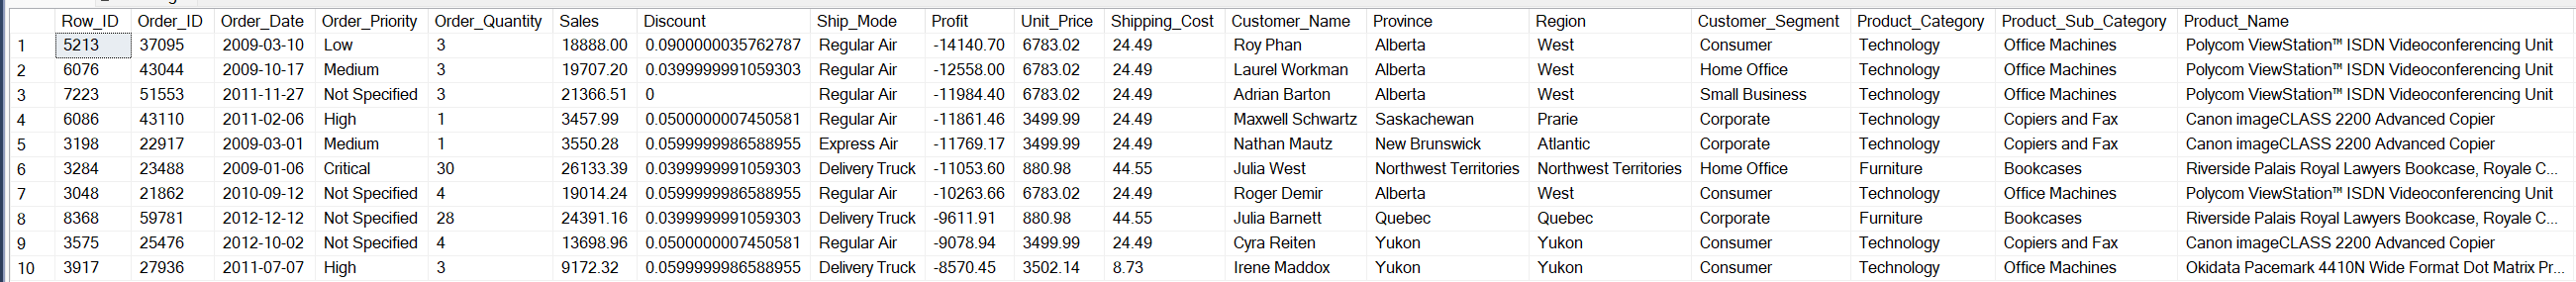 Row_ID Order_ID Order_Date Order_Priority Order_Quantity Sales Discount Ship_Mode Profit Unit_Price Shipping_Cost Customer_Name Province Region Customer_Segment Product_Category Product_Sub_Category Product_Name
1 5213 37095 2009-03-10 Low 3 18888.00 0.0900000035762787 Regular Air -14140.70 6783.02 24.49 Roy Phan Alberta West Consumer Technology Office Machines Polycom ViewStation™ ISDN Videoconferencing Unit
2 6076 43044 2009-10-17 Medium 3 19707.20 0.0399999991059303 Regular Air -12558.00 6783.02 24.49 Laurel Workman Alberta West Home Office Technology Office Machines Polycom ViewStation™ ISDN Videoconferencing Unit
3 7223 51553 2011-11-27 Not Specified 3 21366.51 0 Regular Air -11984.40 6783.02 24.49 Adrian Barton Alberta West Small Business Technology Office Machines Polycom ViewStation™ ISDN Videoconferencing Unit
4 6086 43110 2011-02-06 High 1 3457.99 0.0500000007450581 Regular Air -11861.46 3499.99 24.49 Maxwell Schwartz Saskachewan Prarie Corporate Technology Copiers and Fax Canon imageCLASS 2200 Advanced Copier
5 3198 22917 2009-03-01 Medium 1 3550.28 0.0599999986588955 Express Air -11769.17 3499.99 24.49 Nathan Mautz New Brunswick Atlantic Corporate Technology Copiers and Fax Canon imageCLASS 2200 Advanced Copier
6 3284 23488 2009-01-06 Critical 30 26133.39 0.0399999991059303 Delivery Truck -11053.60 880.98 44.55 Julia West Northwest Territories Northwest Territories Home Office Furniture Bookcases Riverside Palais Royal Lawyers Bookcase, Royale C...
7 3048 21862 2010-09-12 Not Specified 4 19014.24 0.0599999986588955 Regular Air -10263.66 6783.02 24.49 Roger Demir Alberta West Consumer Technology Office Machines Polycom ViewStation™ ISDN Videoconferencing Unit
8 8368 59781 2012-12-12 Not Specified 28 24391.16 0.0399999991059303 Delivery Truck -9611.91 880.98 44.55 Julia Barnett Quebec Quebec Corporate Furniture Bookcases Riverside Palais Royal Lawyers Bookcase, Royale C...
9 3575 25476 2012-10-02 Not Specified 4 13698.96 0.0500000007450581 Regular Air -9078.94 3499.99 24.49 Cyra Reiten Yukon Yukon Consumer Technology Copiers and Fax Canon imageCLASS 2200 Advanced Copier
10 3917 27936 2011-07-07 High 3 9172.32 0.0599999986588955 Delivery Truck -8570.45 3502.14 8.73 Irene Maddox Yukon Yukon Consumer Technology Office Machines Okidata Pacemark 4410N Wide Format Dot Matrix Pr...